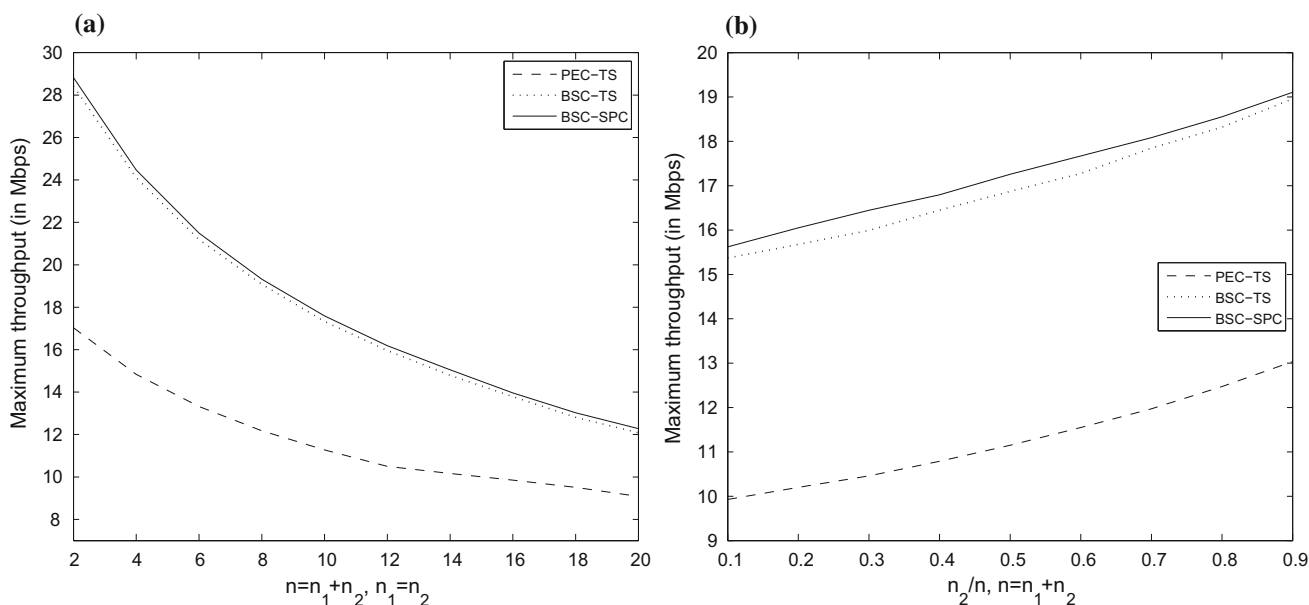 (a)
30
28
26
24
22
20
18
16
14
12
10
8
Maximum throughput (in Mbps)
2 4 6 8 10 12 14 16 18 20
n=n₁+n₂, n₁=n₂
PEC−TS
BSC−TS
BSC−SPC
(b)
20
19
18
17
16
15
14
13
12
11
10
9
Maximum throughput (in Mbps)
0.1 0.2 0.3 0.4 0.5 0.6 0.7 0.8 0.9
n₂/n, n=n₁+n₂
PEC−TS
BSC−TS
BSC−SPC